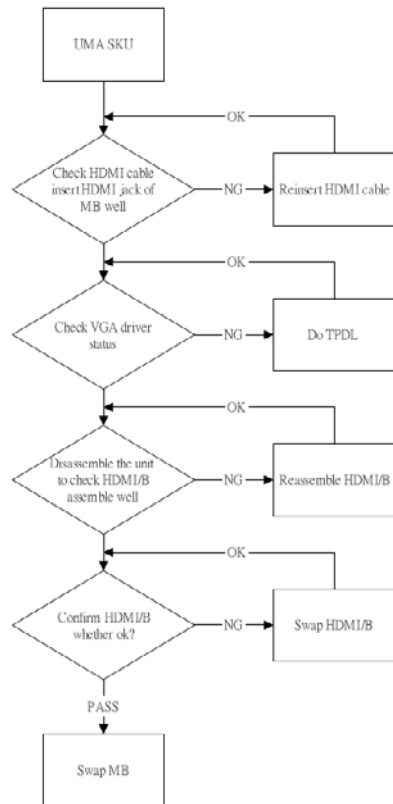 UMA SKU
OK
Check HDMI cable
insert HDMI jack of
MB well
NG
Reinsert HDMI cable
OK
Check VGA driver
status
NG
Do TPDL
OK
Disassemble the unit
to check HDMI/B
assemble well
NG
Reassemble HDMI/B
OK
Confirm HDMI/B
whether ok?
NG
Swap HDMI/B
PASS
Swap MB